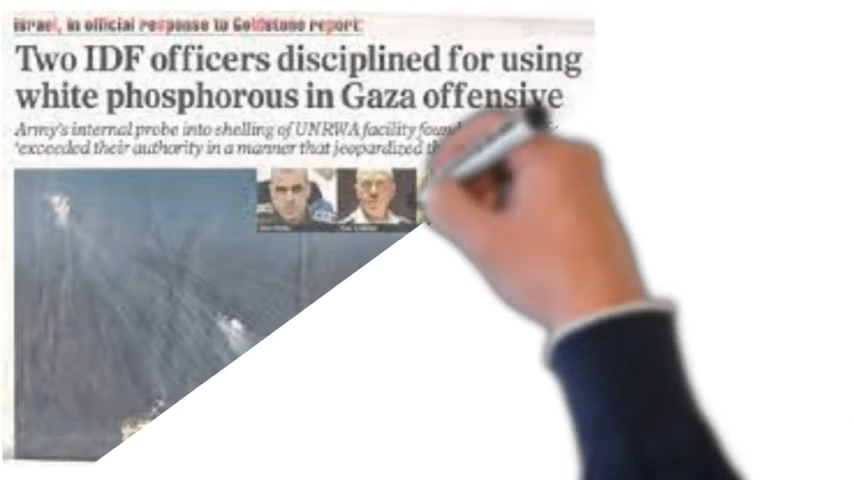 Israel, in official response to Goldstone report:
Two IDF officers disciplined for using
white phosphorous in Gaza offensive
Army's internal probe into shelling of UNRWA facility found
'exceeded their authority in a manner that jeopardized